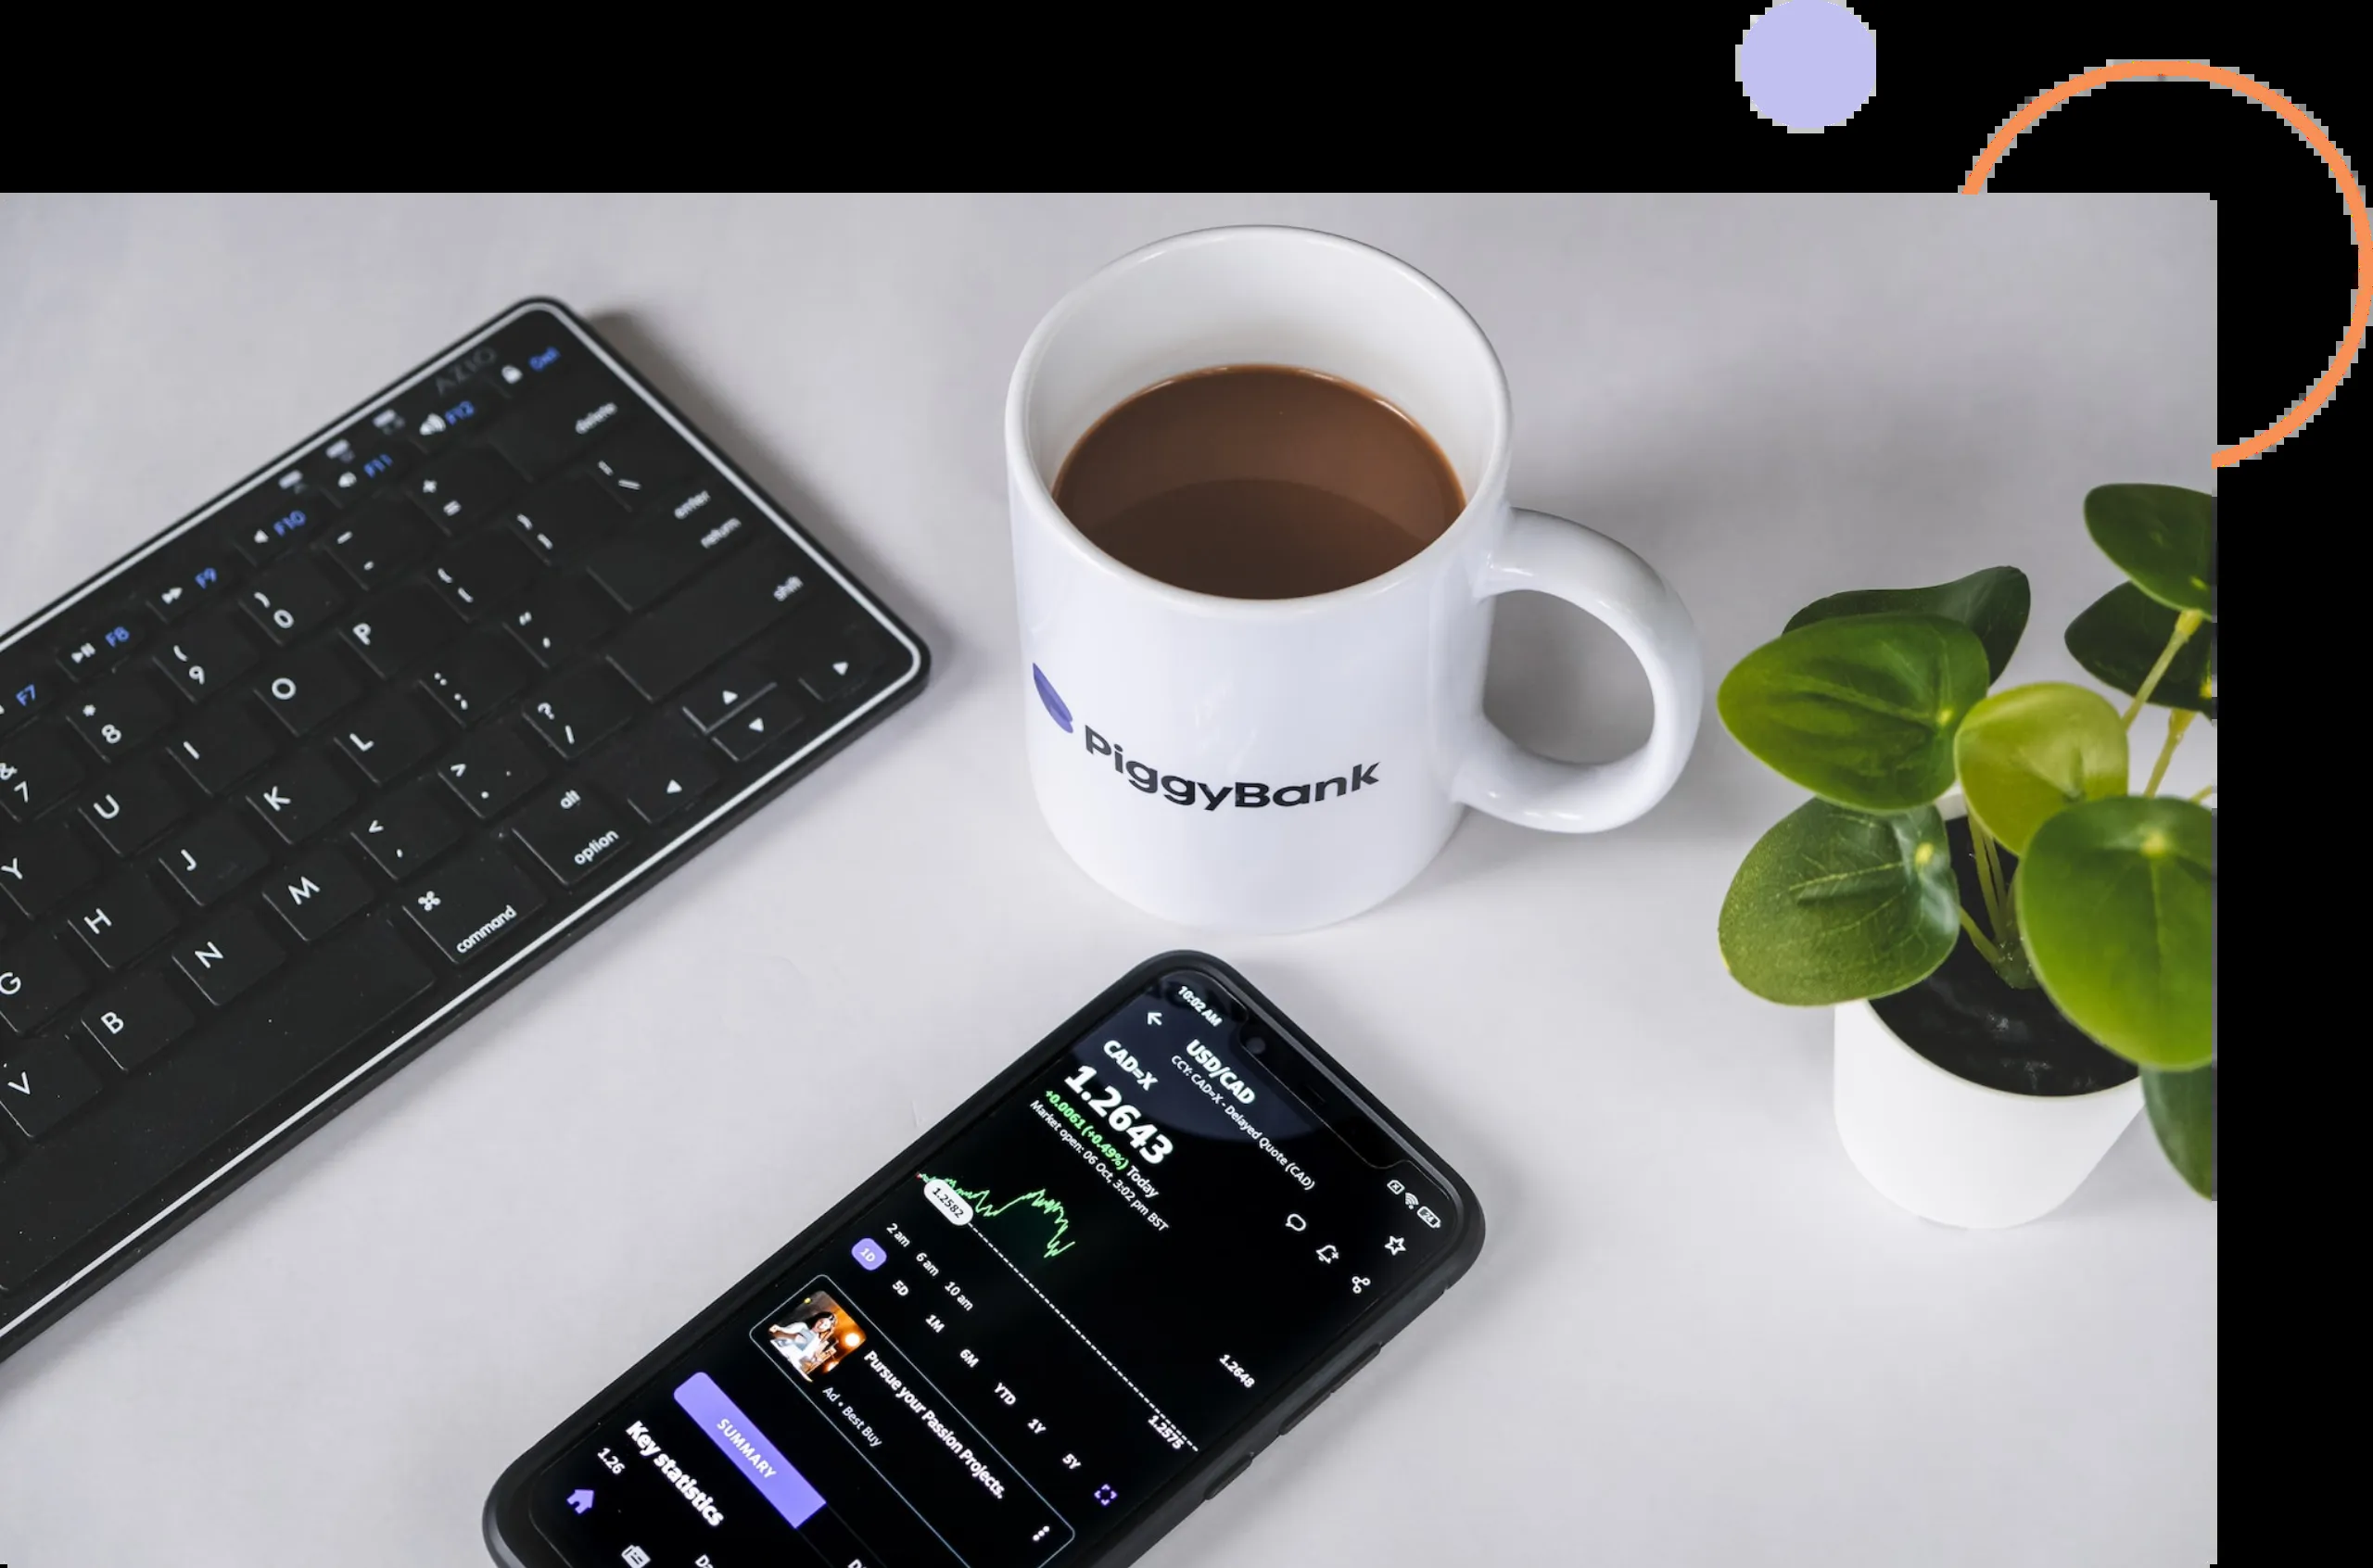 AZIO
delete
F12
F11
F10
F9
F8
F7
enter
return
shift
+
=
-
)
0
(
9
*
8
&
7
P
O
I
U
Y
L
K
J
H
G
?
/
>
.
<
,
M
N
B
V
alt
option
⌘
command
PiggyBank
10:02 AM
24
USD/CAD
CCY: CAD=X - Delayed Quote (CAD)
CAD=X
1.2643
+0.0061 (+0.49%) Today
Market open: 06 Oct, 3:02 pm BST
1.2582
1.2648
1.2575
2 am 6 am 10 am
1D 5D 1M 6M YTD 1Y 5Y
Pursue your Passion Projects.
Ad • Best Buy
SUMMARY
Key statistics
1.26